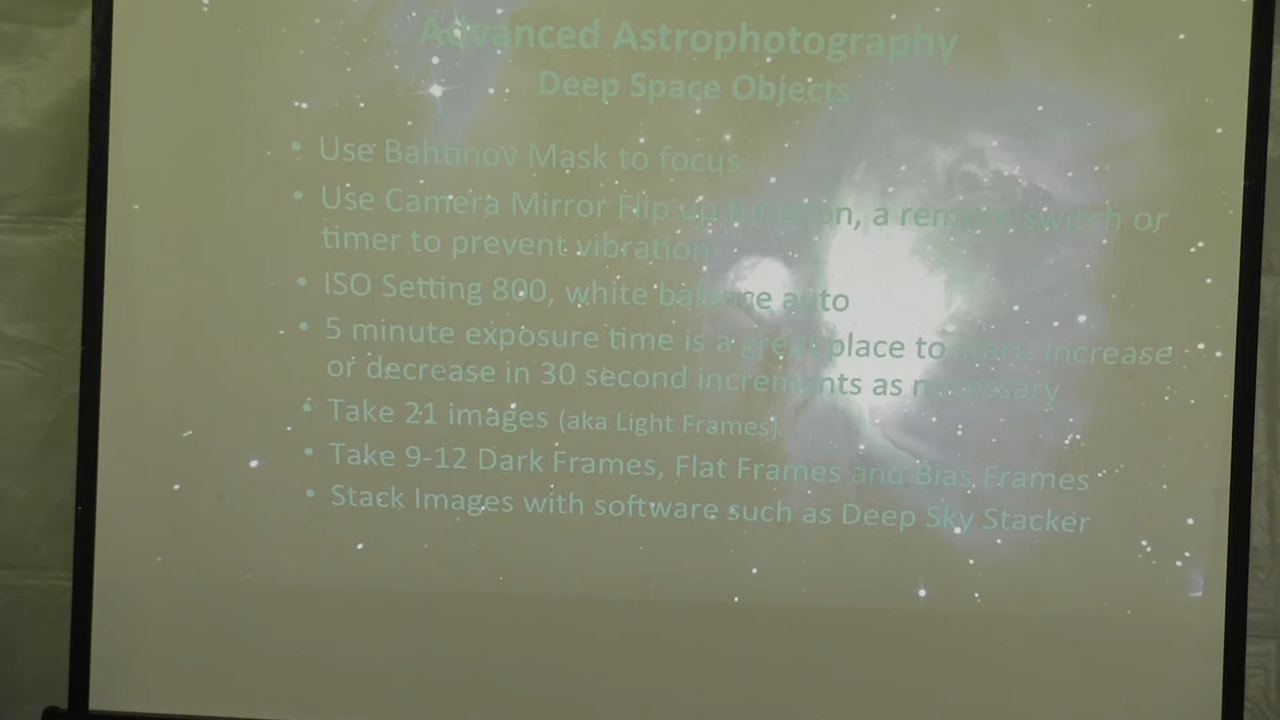 Advanced Astrophotography
Deep Space Objects
• Use Bahtinov Mask to focus
• Use Camera Mirror Flip up function, a remote switch or
timer to prevent vibration
• ISO Setting 800, white balance auto
• 5 minute exposure time is a great place to start. Increase
or decrease in 30 second increments as necessary
• Take 21 images (aka Light Frames)
• Take 9-12 Dark Frames, Flat Frames and Bias Frames
• Stack Images with software such as Deep Sky Stacker